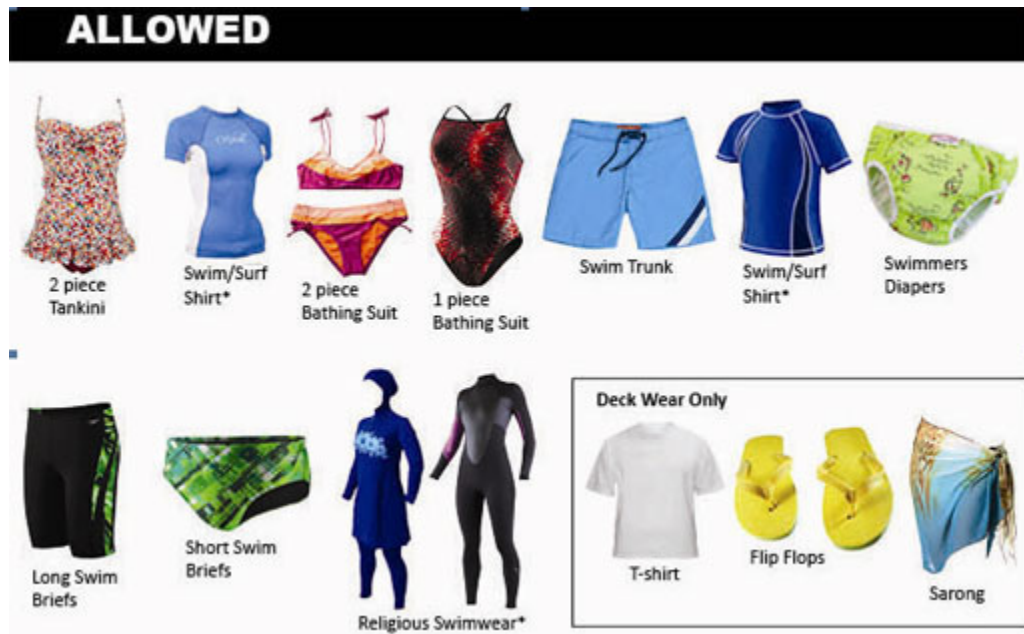 ALLOWED
2 piece
Tankini
Swim/Surf
Shirt*
2 piece
Bathing Suit
1 piece
Bathing Suit
Swim Trunk
Swim/Surf
Shirt*
Swimmers
Diapers
Long Swim
Briefs
Short Swim
Briefs
Religious Swimwear*
Deck Wear Only
T-shirt
Flip Flops
Sarong